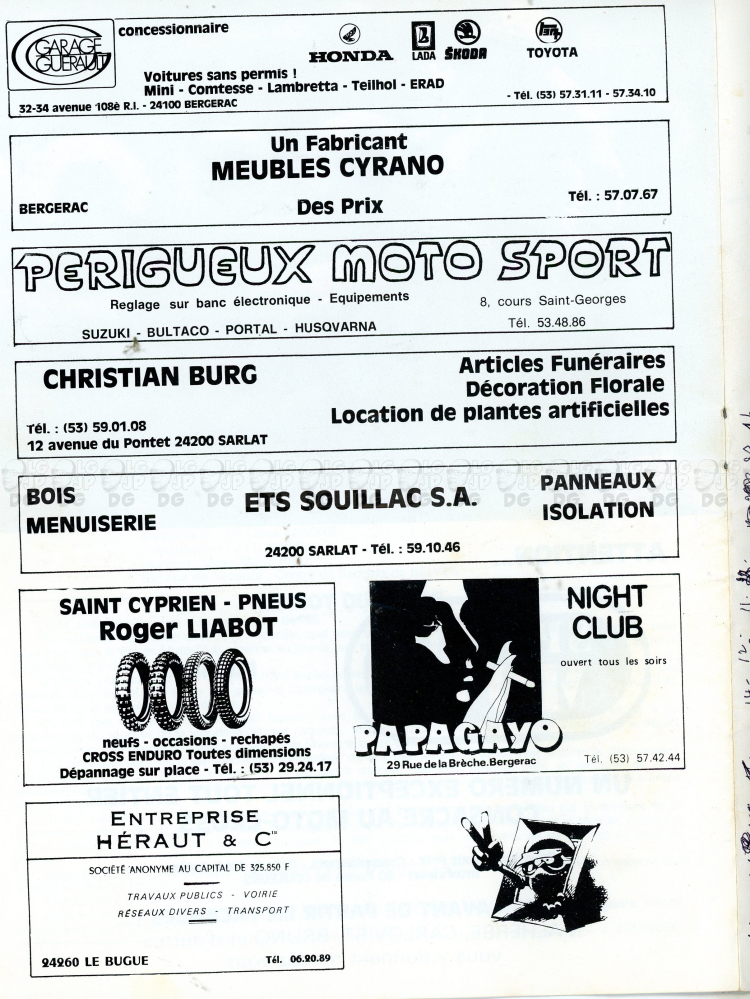 GARAGE
GUERAULT
concessionnaire
HONDA
LADA
ŠKODA
TOYOTA
Voitures sans permis !
Mini - Comtesse - Lambretta - Teilhol - ERAD
32-34 avenue 108è R.I. - 24100 BERGERAC
- Tél. (53) 57.31.11 - 57.34.10
Un Fabricant
MEUBLES CYRANO
BERGERAC
Des Prix
Tél. : 57.07.67
PERIGUEUX MOTO SPORT
Reglage sur banc électronique - Equipements
8, cours Saint-Georges
SUZUKI - BULTACO - PORTAL - HUSQVARNA
Tél. 53.48.86
CHRISTIAN BURG
Articles Funéraires
Décoration Florale
Location de plantes artificielles
Tél. : (53) 59.01.08
12 avenue du Pontet 24200 SARLAT
BOIS
MENUISERIE
ETS SOUILLAC S.A.
PANNEAUX
ISOLATION
24200 SARLAT - Tél. : 59.10.46
SAINT CYPRIEN - PNEUS
Roger LIABOT
neufs - occasions - rechapés
CROSS ENDURO Toutes dimensions
Dépannage sur place - Tél. : (53) 29.24.17
NIGHT
CLUB
ouvert tous les soirs
PAPAGAYO
29 Rue de la Brèche. Bergerac
Tél. (53) 57.42.44
ENTREPRISE
HÉRAUT & Cie
SOCIÉTÉ ANONYME AU CAPITAL DE 325.850 F
TRAVAUX PUBLICS - VOIRIE
RÉSEAUX DIVERS - TRANSPORT
24260 LE BUGUE
Tél. 06.20.89